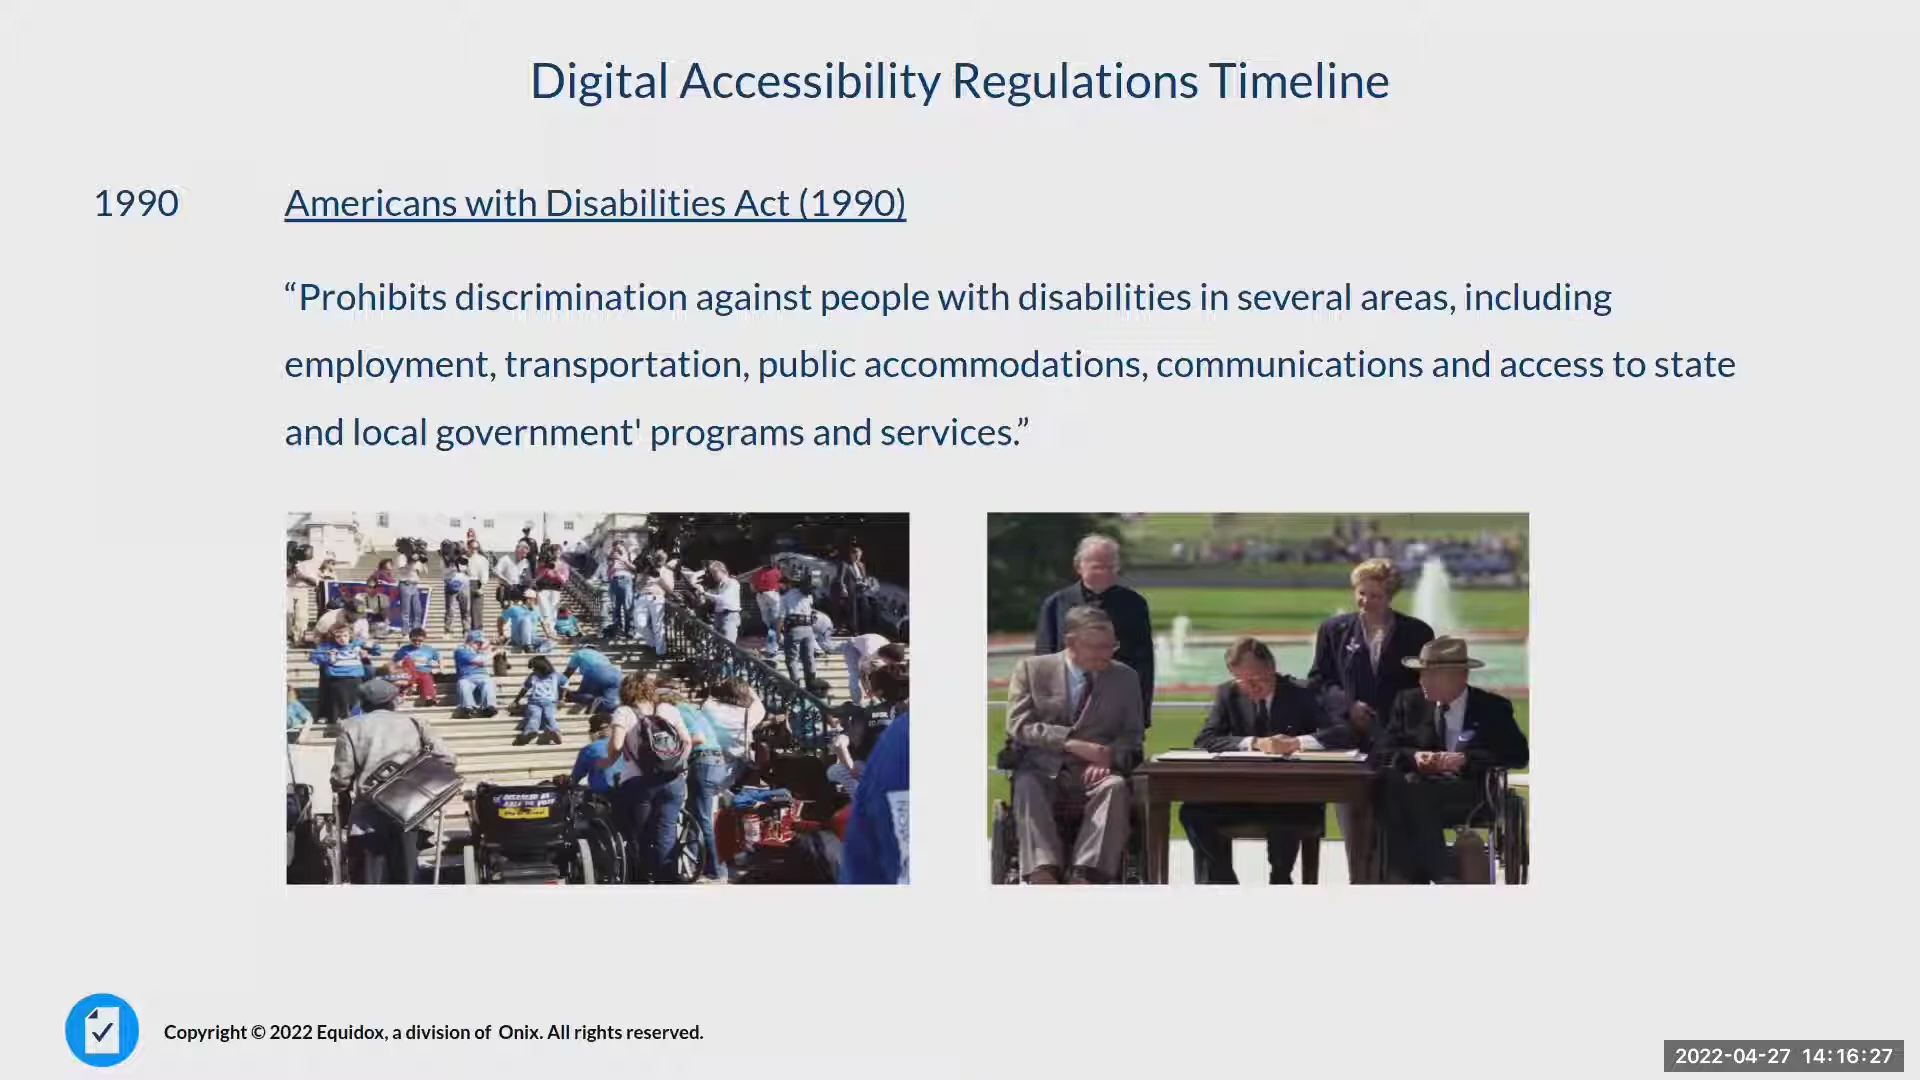 Digital Accessibility Regulations Timeline
1990
Americans with Disabilities Act (1990)
“Prohibits discrimination against people with disabilities in several areas, including
employment, transportation, public accommodations, communications and access to state
and local government' programs and services.”
Copyright © 2022 Equidox, a division of Onix. All rights reserved.
2022-04-27 14:16:27